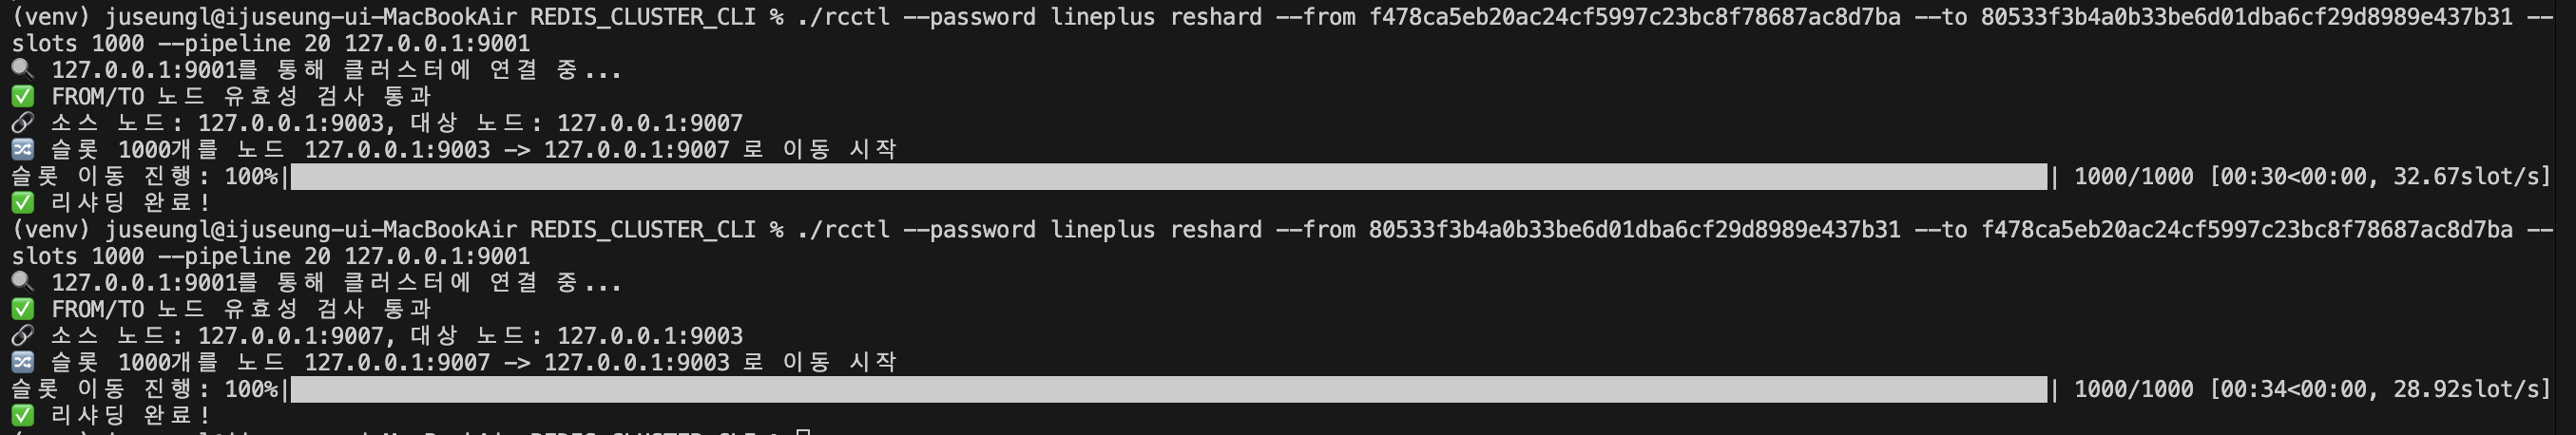 (venv) juseungl@ijuseung-ui-MacBookAir REDIS_CLUSTER_CLI % ./rcctl --password lineplus reshard --from f478ca5eb20ac24cf5997c23bc8f78687ac8d7ba --to 80533f3b4a0b33be6d01dba6cf29d8989e437b31 --
slots 1000 --pipeline 20 127.0.0.1:9001
🔍 127.0.0.1:9001를 통해 클러스터에 연결 중...
✅ FROM/TO 노드 유효성 검사 통과
🔗 소스 노드: 127.0.0.1:9003, 대상 노드: 127.0.0.1:9007
🔀 슬롯 1000개를 노드 127.0.0.1:9003 -> 127.0.0.1:9007 로 이동 시작
슬롯 이동 진행: 100%| | 1000/1000 [00:30<00:00, 32.67slot/s]
✅ 리샤딩 완료!
(venv) juseungl@ijuseung-ui-MacBookAir REDIS_CLUSTER_CLI % ./rcctl --password lineplus reshard --from 80533f3b4a0b33be6d01dba6cf29d8989e437b31 --to f478ca5eb20ac24cf5997c23bc8f78687ac8d7ba --
slots 1000 --pipeline 20 127.0.0.1:9001
🔍 127.0.0.1:9001를 통해 클러스터에 연결 중...
✅ FROM/TO 노드 유효성 검사 통과
🔗 소스 노드: 127.0.0.1:9007, 대상 노드: 127.0.0.1:9003
🔀 슬롯 1000개를 노드 127.0.0.1:9007 -> 127.0.0.1:9003 로 이동 시작
슬롯 이동 진행: 100%| | 1000/1000 [00:34<00:00, 28.92slot/s]
✅ 리샤딩 완료!
(venv) juseungl@ijuseung-ui-MacBookAir REDIS_CLUSTER_CLI %